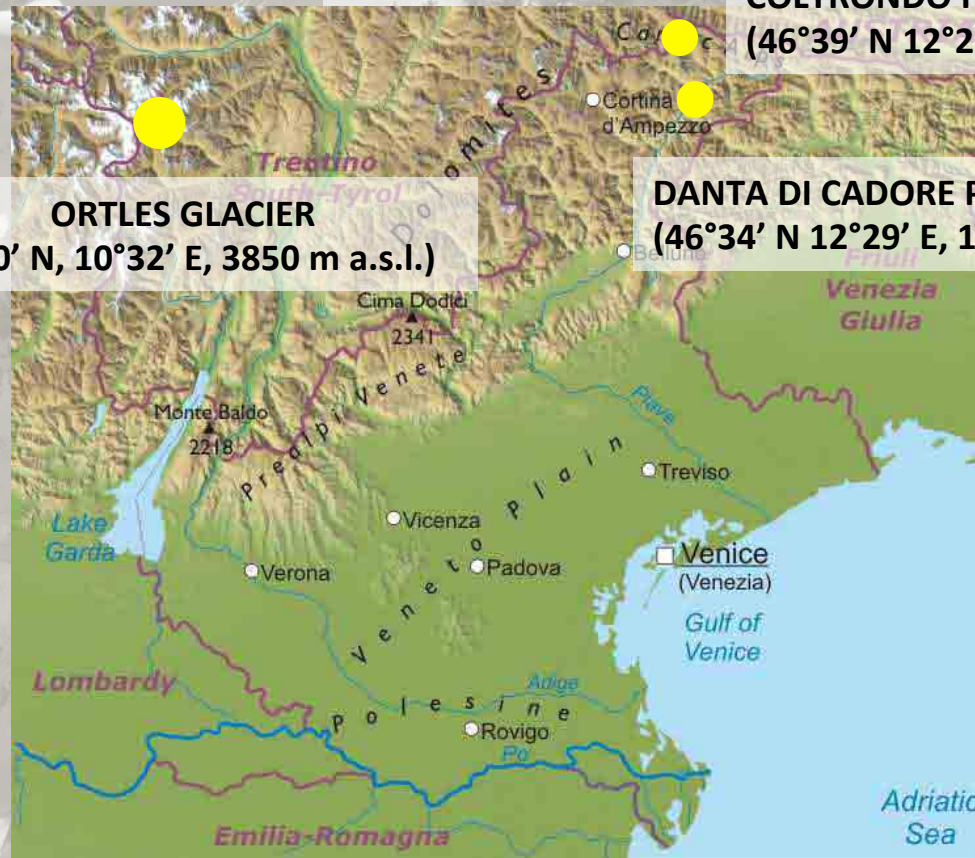 COLTRONDO
(46°39' N 12°2
Ca C
Cortina
d'Ampezzo
Dolomites
Trentino
South-Tyrol
ORTLES GLACIER
0' N, 10°32' E, 3850 m a.s.l.)
DANTA DI CADORE
(46°34' N 12°29' E, 1
Belluno
Friuli
Venezia
Giulia
Cima Dodici
2341
Prealpi Venete
Monte Baldo
2218
Piave
Treviso
Lake
Garda
Vicenza
Veneto Plain
Verona
Padova
Venice
(Venezia)
Gulf of
Venice
Lombardy
Adige
Polesine
Rovigo
Po
Adriatic
Sea
Emilia-Romagna